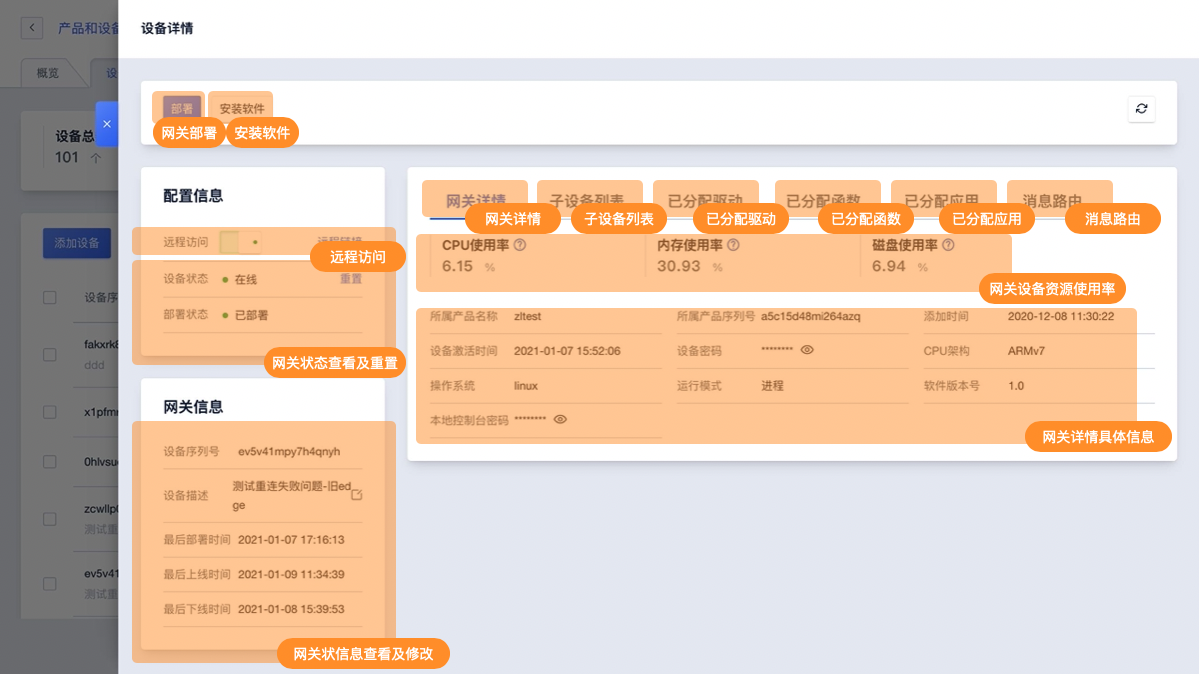 设备详情
产品和设备
概览
设
设备总
101 个
添加设备
设备序
fakxrk8
ddd
x1pfmr
0hlvsu
zcwllp0
测试重
ev5v41
测试重
部署
安装软件
网关部署
安装软件
配置信息
远程访问
远程访问
设备状态 在线 重置
部署状态 已部署
网关状态查看及重置
网关信息
设备序列号 ev5v41mpy7h4qnyh
设备描述 测试重连失败问题-旧ed
ge
最后部署时间 2021-01-07 17:16:13
最后上线时间 2021-01-09 11:34:39
最后下线时间 2021-01-08 15:39:53
网关状信息查看及修改
网关详情 子设备列表 已分配驱动 已分配函数 已分配应用 消息路由
网关详情 子设备列表 已分配驱动 已分配函数 已分配应用 消息路由
CPU使用率 内存使用率 磁盘使用率
6.15 % 30.93 % 6.94 %
网关设备资源使用率
所属产品名称 zltest 所属产品序列号 a5c15d48mi264azq 添加时间 2020-12-08 11:30:22
设备激活时间 2021-01-07 15:52:06 设备密码 ******** CPU架构 ARMv7
操作系统 linux 运行模式 进程 软件版本号 1.0
本地控制台密码 ********
网关详情具体信息